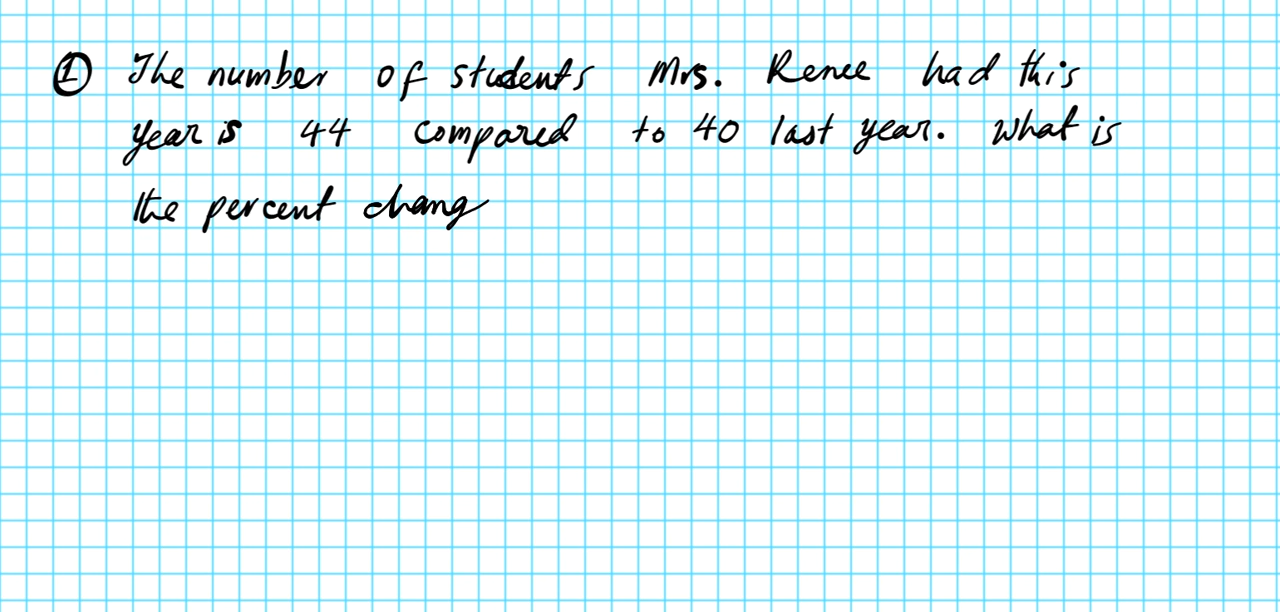 ① The number of students Mrs. Renee had this
year is 44 compared to 40 last year. What is
the percent chang